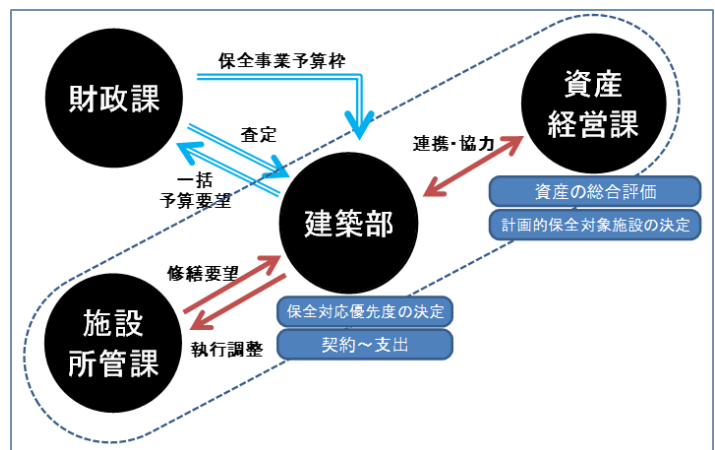 財政課
保全事業予算枠
査定
一括
予算要望
資産
経営課
連携・協力
資産の総合評価
計画的保全対象施設の決定
建築部
修繕要望
保全対応優先度の決定
契約～支出
施設
所管課
執行調整